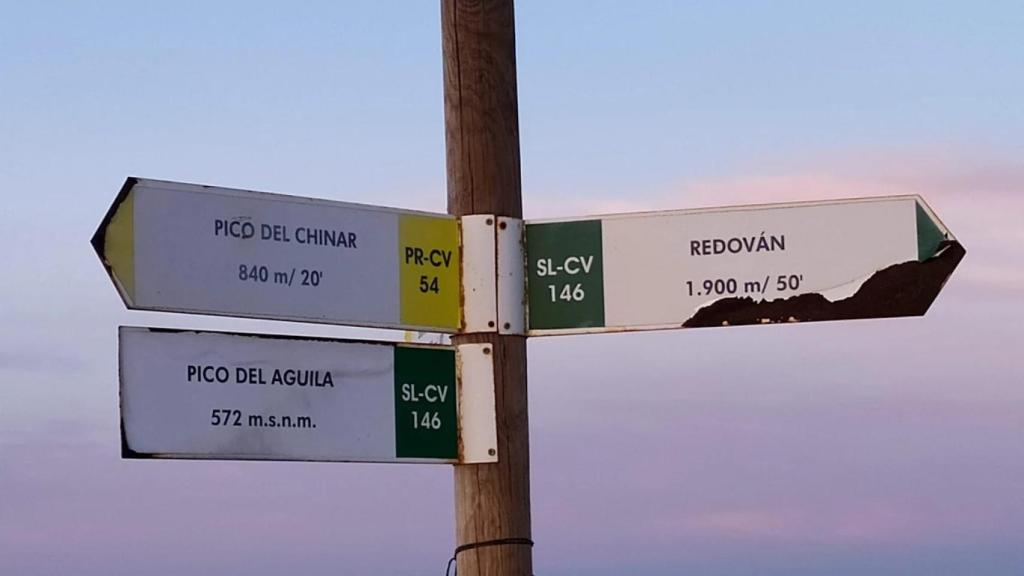 PICO DEL CHINAR
840 m/ 20'
PR-CV
54
SL-CV
146
REDOVÁN
1.900 m/ 50'
PICO DEL AGUILA
572 m.s.n.m.
SL-CV
146